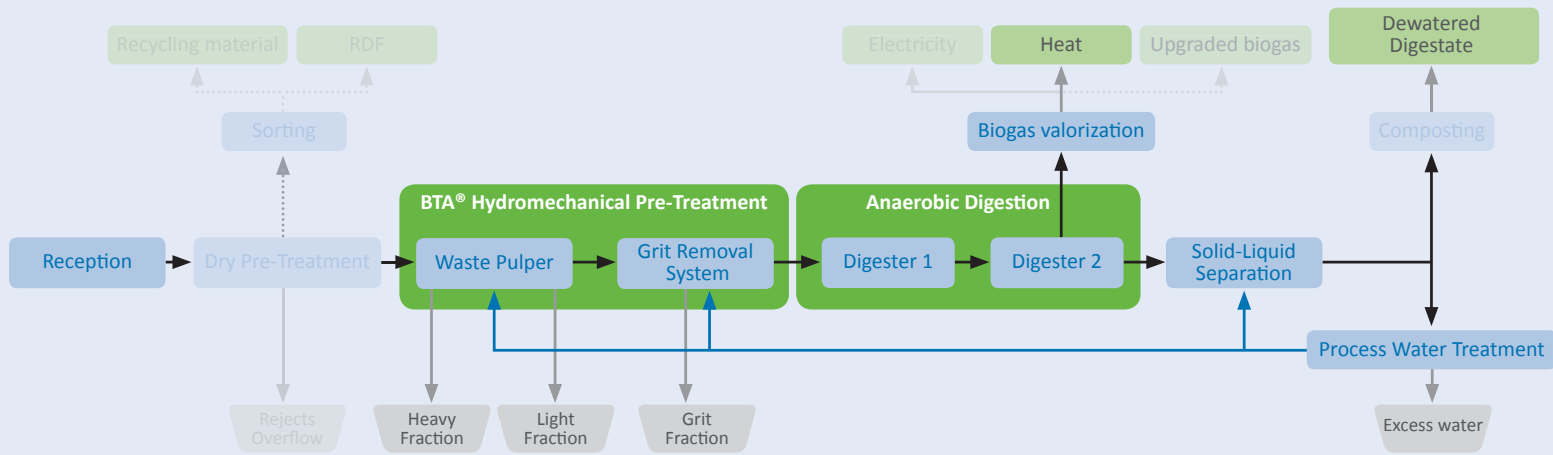 Recycling material
RDF
Electricity
Heat
Upgraded biogas
Dewatered
Digestate
Sorting
Biogas valorization
Composting
BTA® Hydromechanical Pre-Treatment
Anaerobic Digestion
Reception
Dry Pre-Treatment
Waste Pulper
Grit Removal
System
Digester 1
Digester 2
Solid-Liquid
Separation
Process Water Treatment
Rejects
Overflow
Heavy
Fraction
Light
Fraction
Grit
Fraction
Excess water